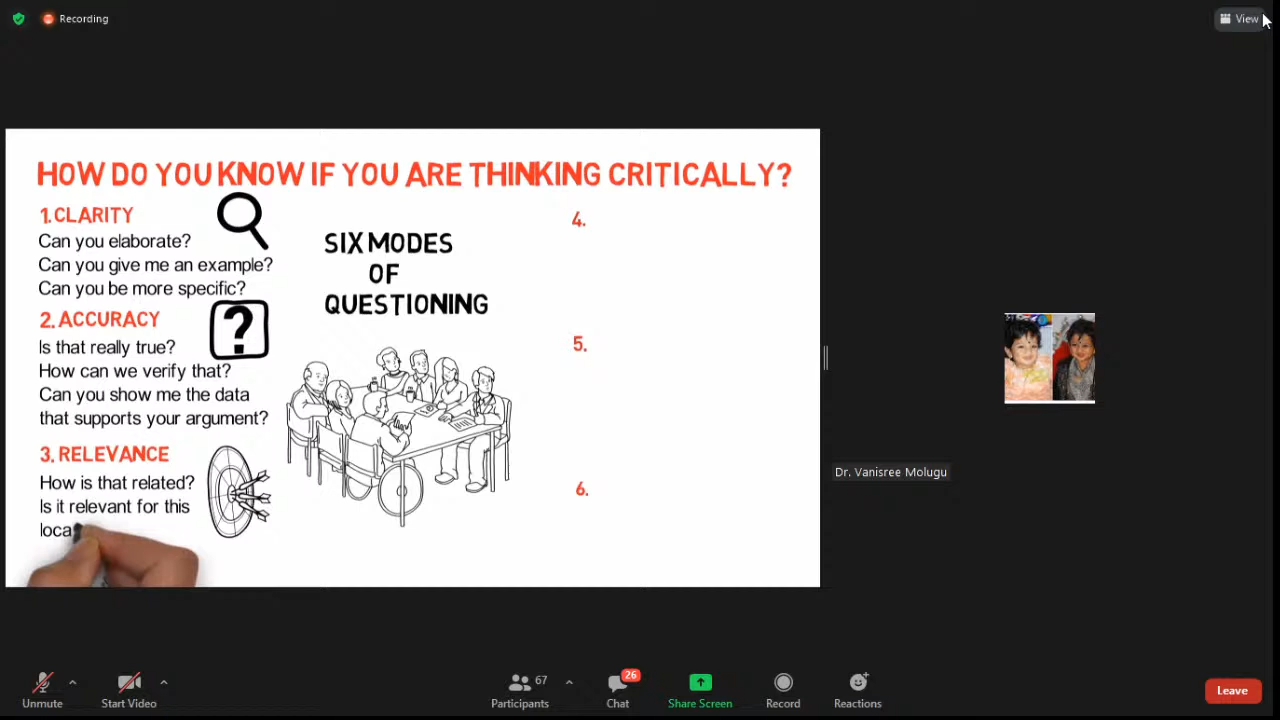 Recording
View
HOW DO YOU KNOW IF YOU ARE THINKING CRITICALLY?
1. CLARITY
Can you elaborate?
Can you give me an example?
Can you be more specific?
2. ACCURACY
Is that really true?
How can we verify that?
Can you show me the data
that supports your argument?
3. RELEVANCE
How is that related?
Is it relevant for this
loca
SIX MODES
OF
QUESTIONING
?
4.
5.
6.
Dr. Vanisree Molugu
Unmute
Start Video
67
Participants
26
Chat
Share Screen
Record
Reactions
Leave